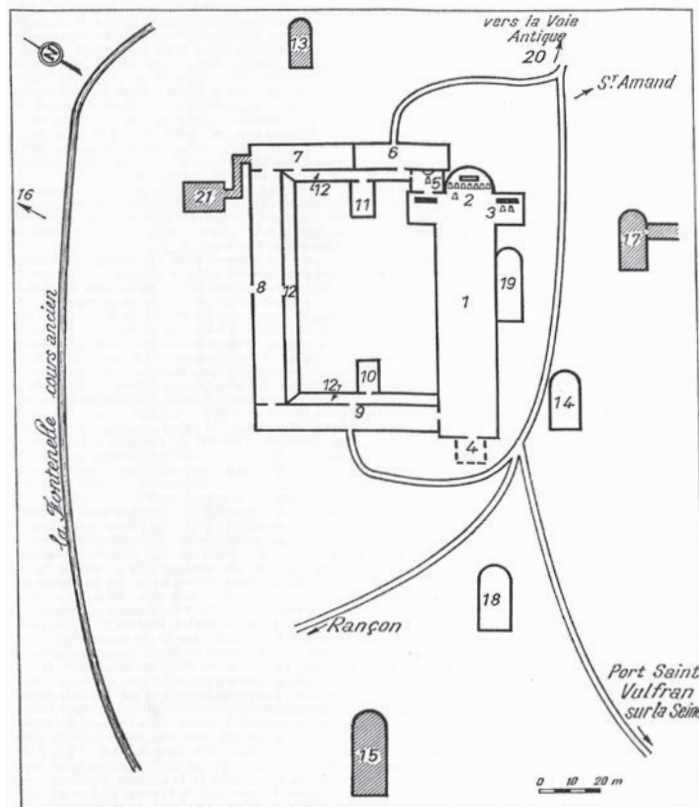 vers la Voie
Antique
20
Sᵗ Amand
N
13
7
6
16
21
12
11
5
2
3
17
8
12
1
19
10
12
9
4
14
la Fontenelle cours ancien
18
Rançon
Port Saint
Vulfran
sur la Seine
15
0 10 20 m